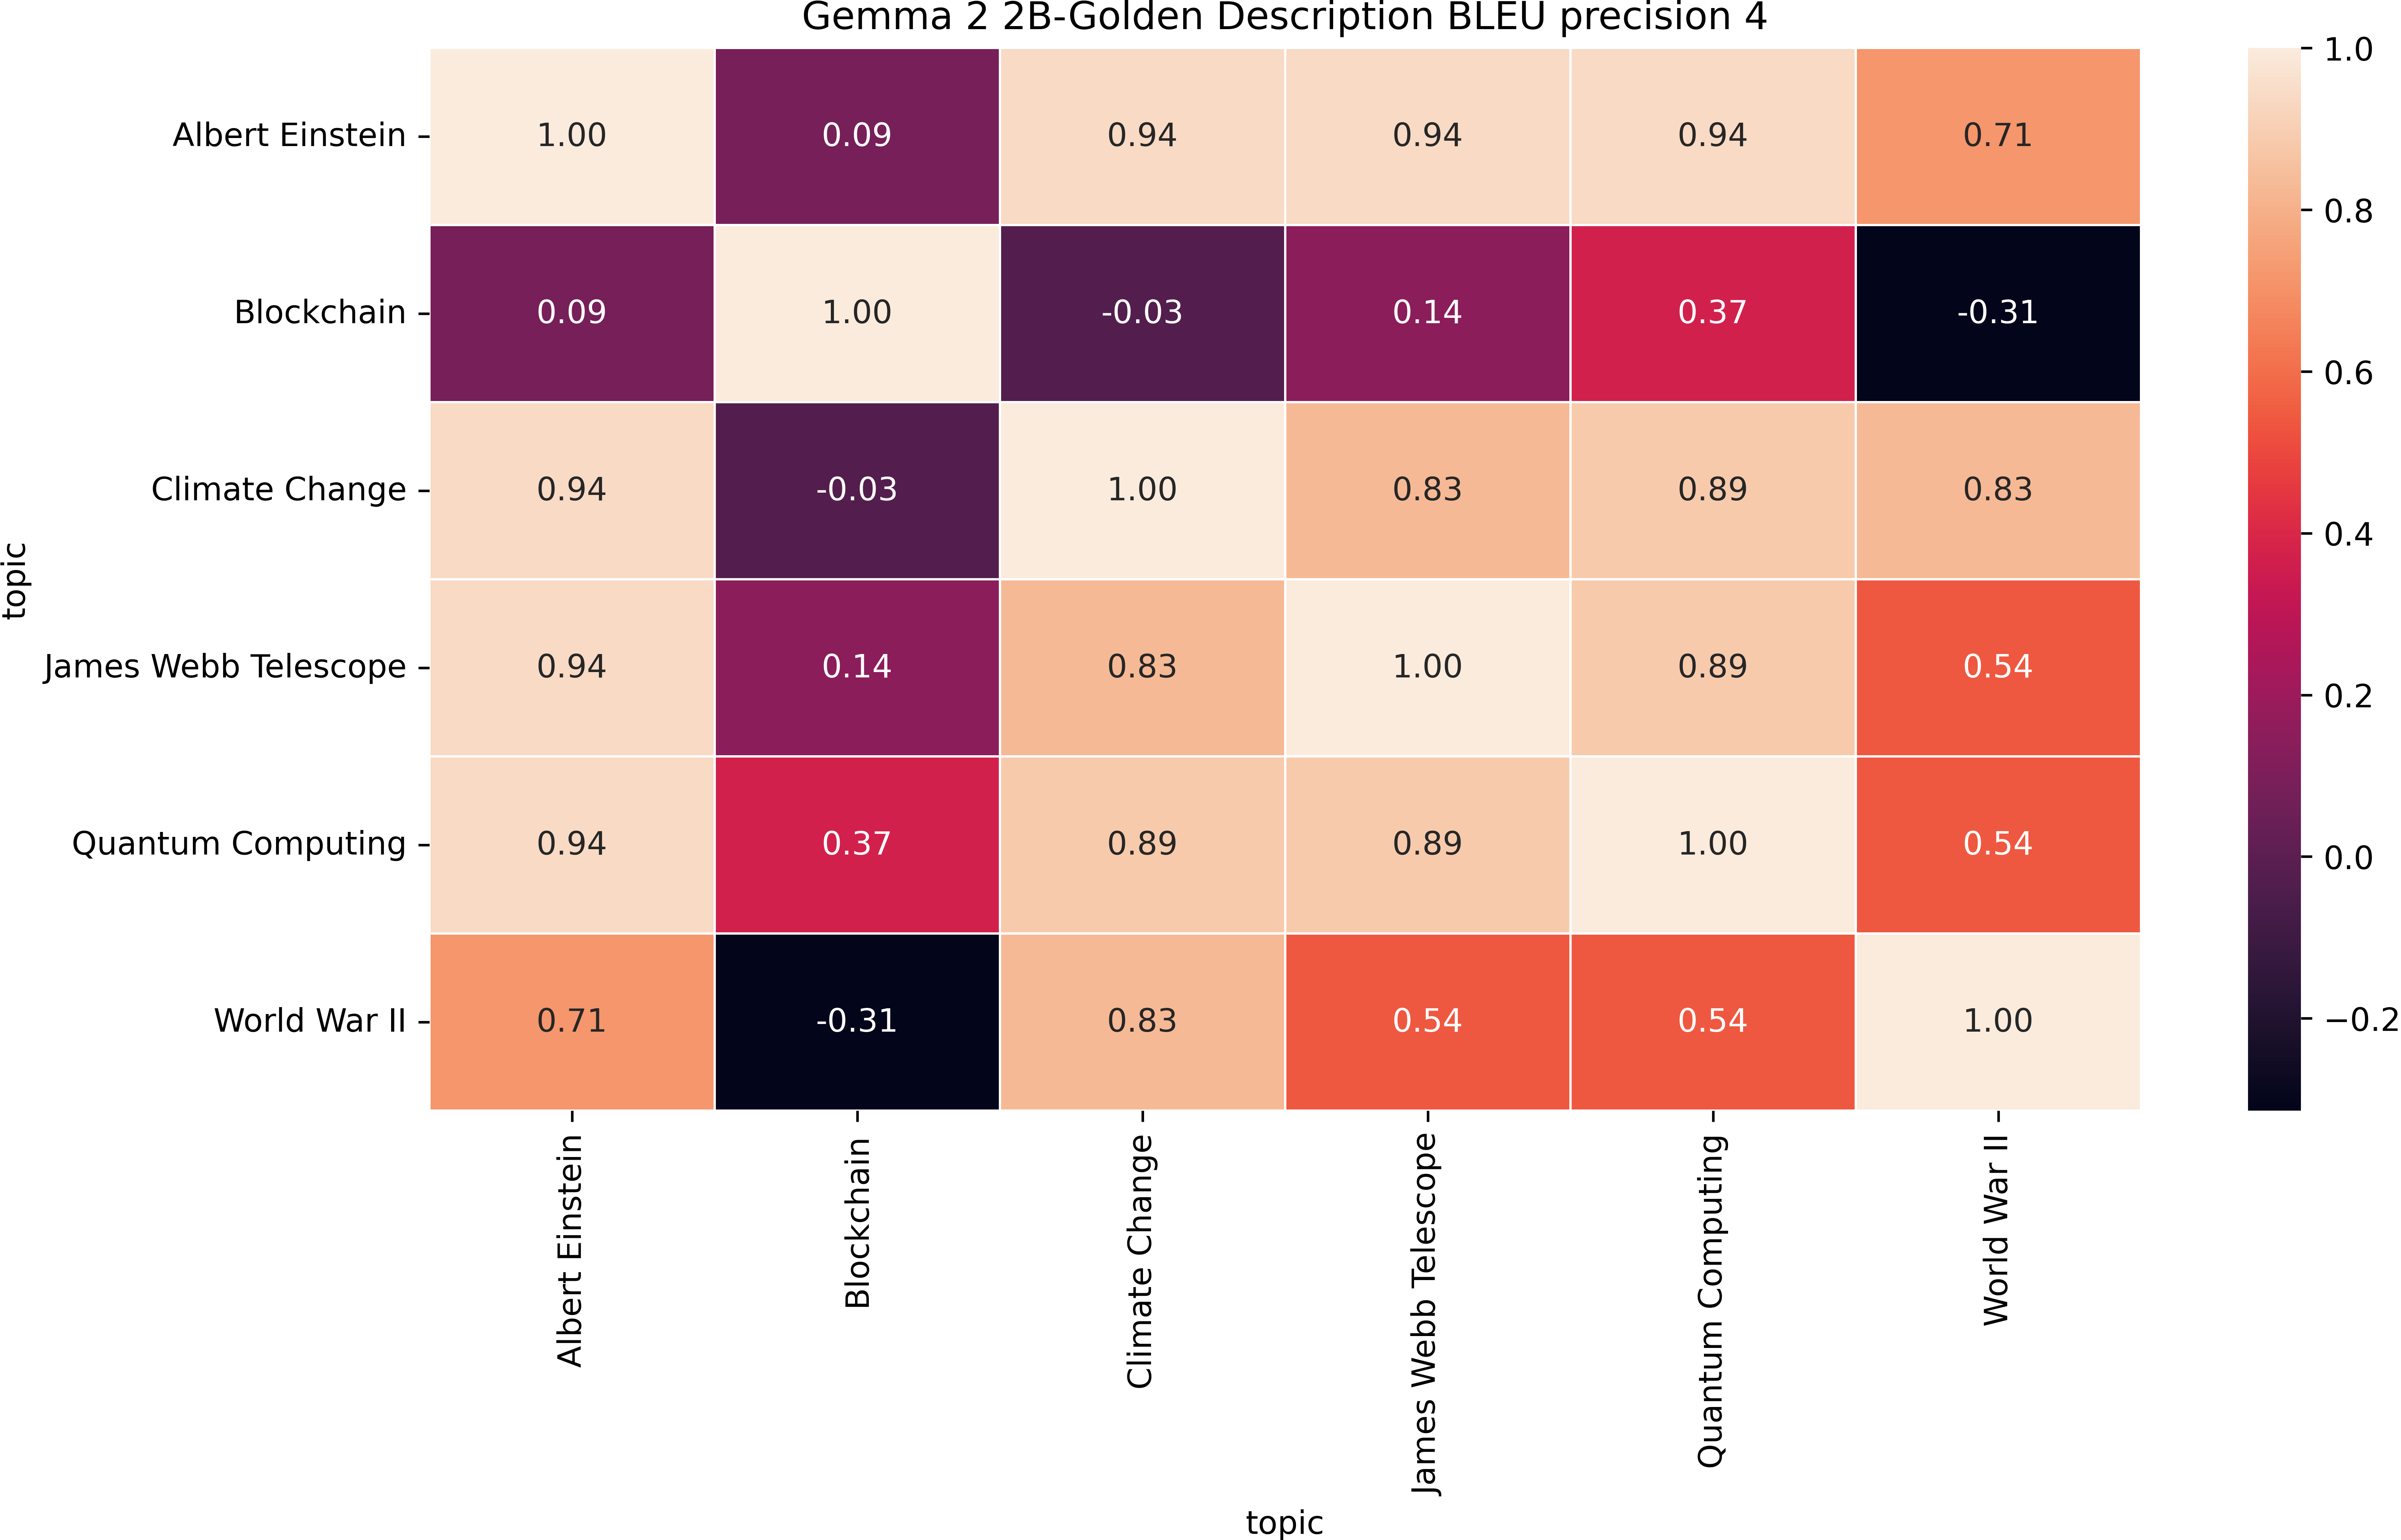 Gemma 2 2B-Golden Description BLEU precision 4
topic
Albert Einstein 1.00 0.09 0.94 0.94 0.94 0.71
Blockchain 0.09 1.00 -0.03 0.14 0.37 -0.31
Climate Change 0.94 -0.03 1.00 0.83 0.89 0.83
James Webb Telescope 0.94 0.14 0.83 1.00 0.89 0.54
Quantum Computing 0.94 0.37 0.89 0.89 1.00 0.54
World War II 0.71 -0.31 0.83 0.54 0.54 1.00
Albert Einstein
Blockchain
Climate Change
James Webb Telescope
Quantum Computing
World War II
topic
1.0
0.8
0.6
0.4
0.2
0.0
−0.2